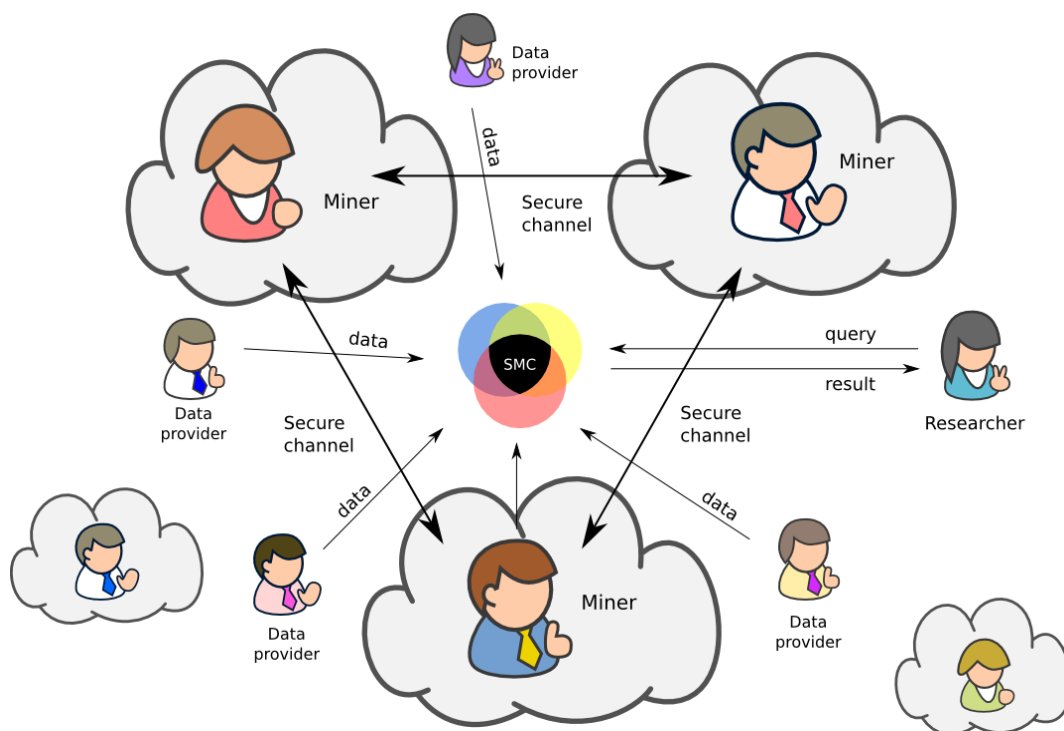 Data
provider
data
Miner
Miner
Secure
channel
data
SMC
query
result
Data
provider
Researcher
Secure
channel
Secure
channel
data
data
Miner
Data
provider
Data
provider